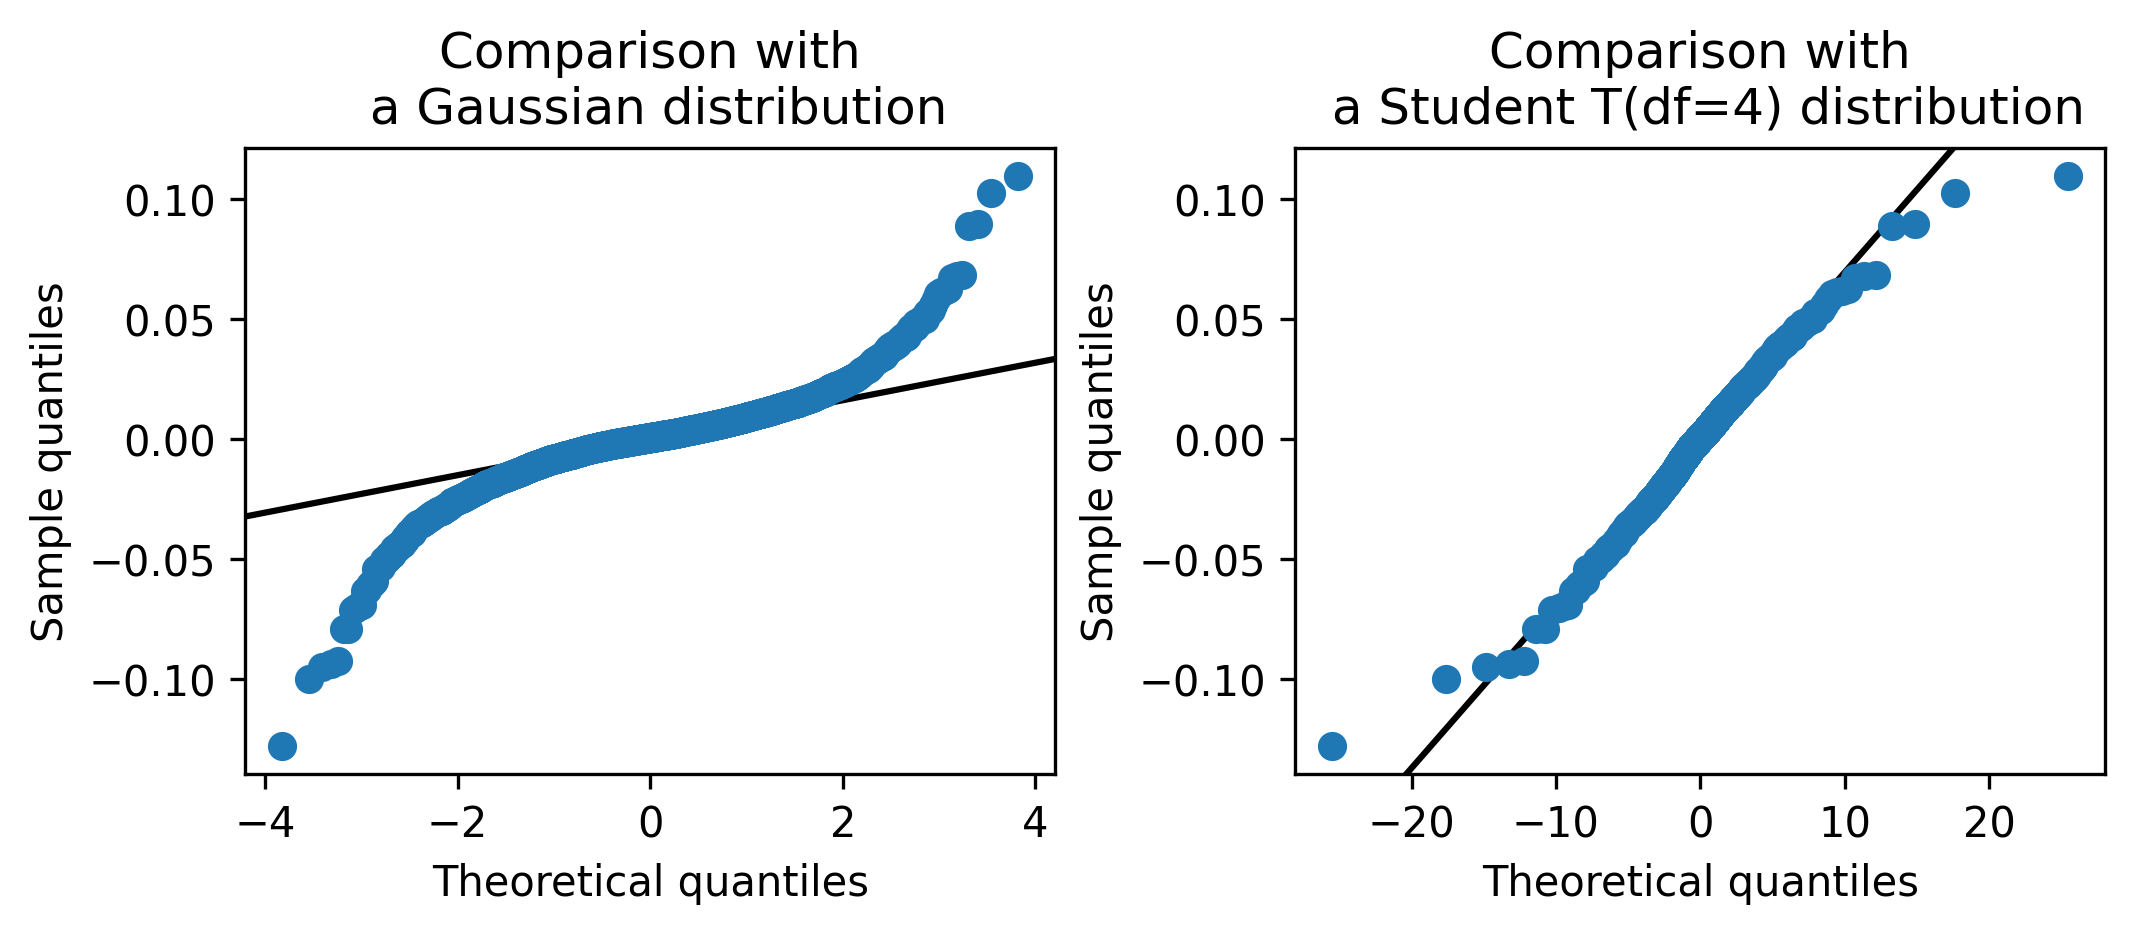 Comparison with
a Gaussian distribution
0.10
0.05
0.00
−0.05
−0.10
Sample quantiles
−4 −2 0 2 4
Theoretical quantiles
Comparison with
a Student T(df=4) distribution
0.10
0.05
0.00
−0.05
−0.10
Sample quantiles
−20 −10 0 10 20
Theoretical quantiles